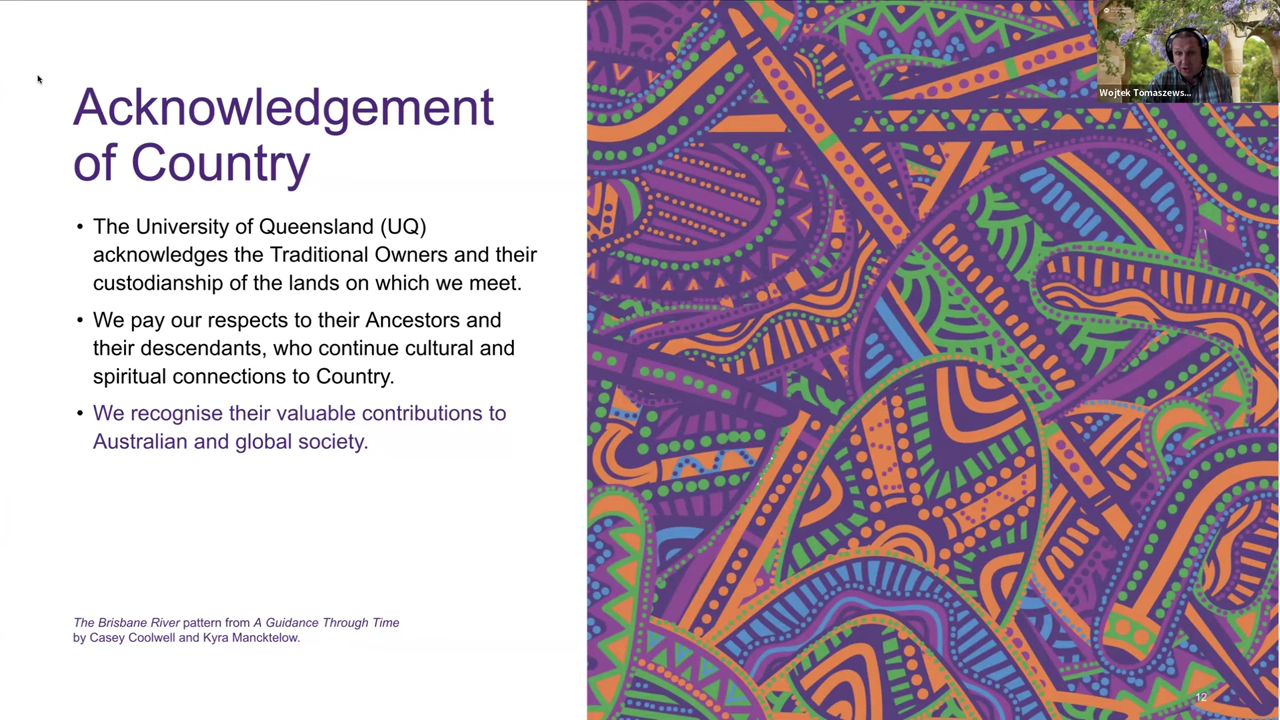 Acknowledgement
of Country
• The University of Queensland (UQ)
acknowledges the Traditional Owners and their
custodianship of the lands on which we meet.
• We pay our respects to their Ancestors and
their descendants, who continue cultural and
spiritual connections to Country.
• We recognise their valuable contributions to
Australian and global society.
The Brisbane River pattern from A Guidance Through Time
by Casey Coolwell and Kyra Mancktelow.
Wojtek Tomaszews...
12